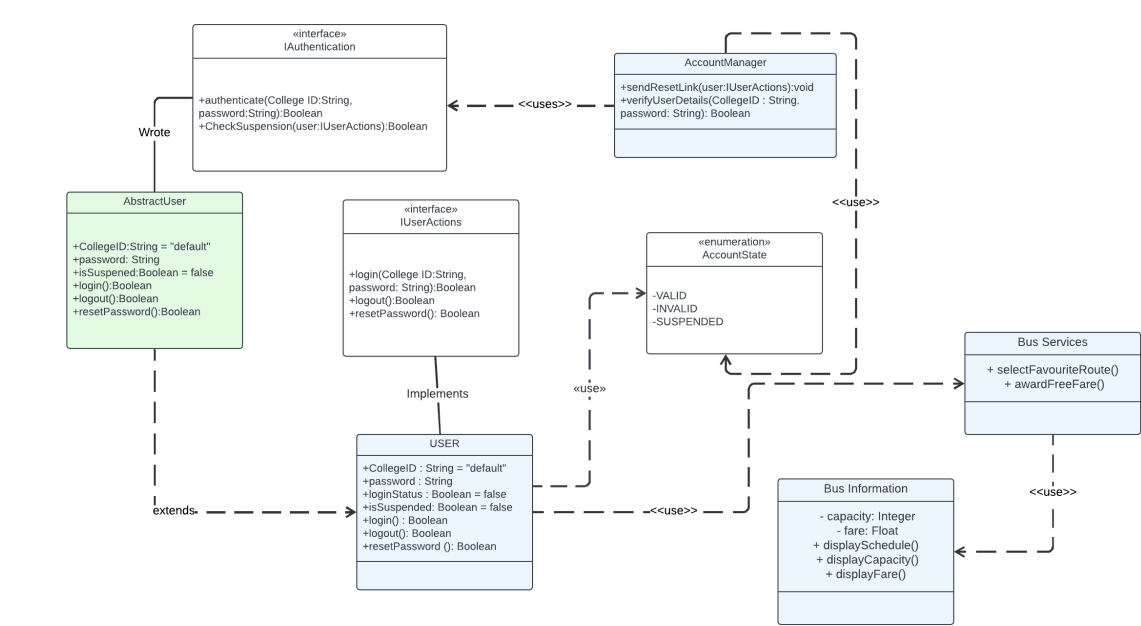 «interface»
IAuthentication
+authenticate(College ID:String,
password:String):Boolean
+CheckSuspension(user:IUserActions):Boolean
AccountManager
+sendResetLink(user:IUserActions):void
+verifyUserDetails(CollegeID : String.
password: String): Boolean
<<uses>>
Wrote
AbstractUser
+CollegeID:String = "default"
+password: String
+isSuspened:Boolean = false
+login():Boolean
+logout():Boolean
+resetPassword():Boolean
«interface»
IUserActions
+login(College ID:String,
password: String):Boolean
+logout():Boolean
+resetPassword(): Boolean
<<use>>
«enumeration»
AccountState
-VALID
-INVALID
-SUSPENDED
Bus Services
+ selectFavouriteRoute()
+ awardFreeFare()
Implements
«use»
USER
+CollegeID : String = "default"
+password : String
+loginStatus : Boolean = false
+isSuspended: Boolean = false
+login() : Boolean
+logout(): Boolean
+resetPassword (): Boolean
extends
<<use>>
Bus Information
- capacity: Integer
- fare: Float
+ displaySchedule()
+ displayCapacity()
+ displayFare()
<<use>>